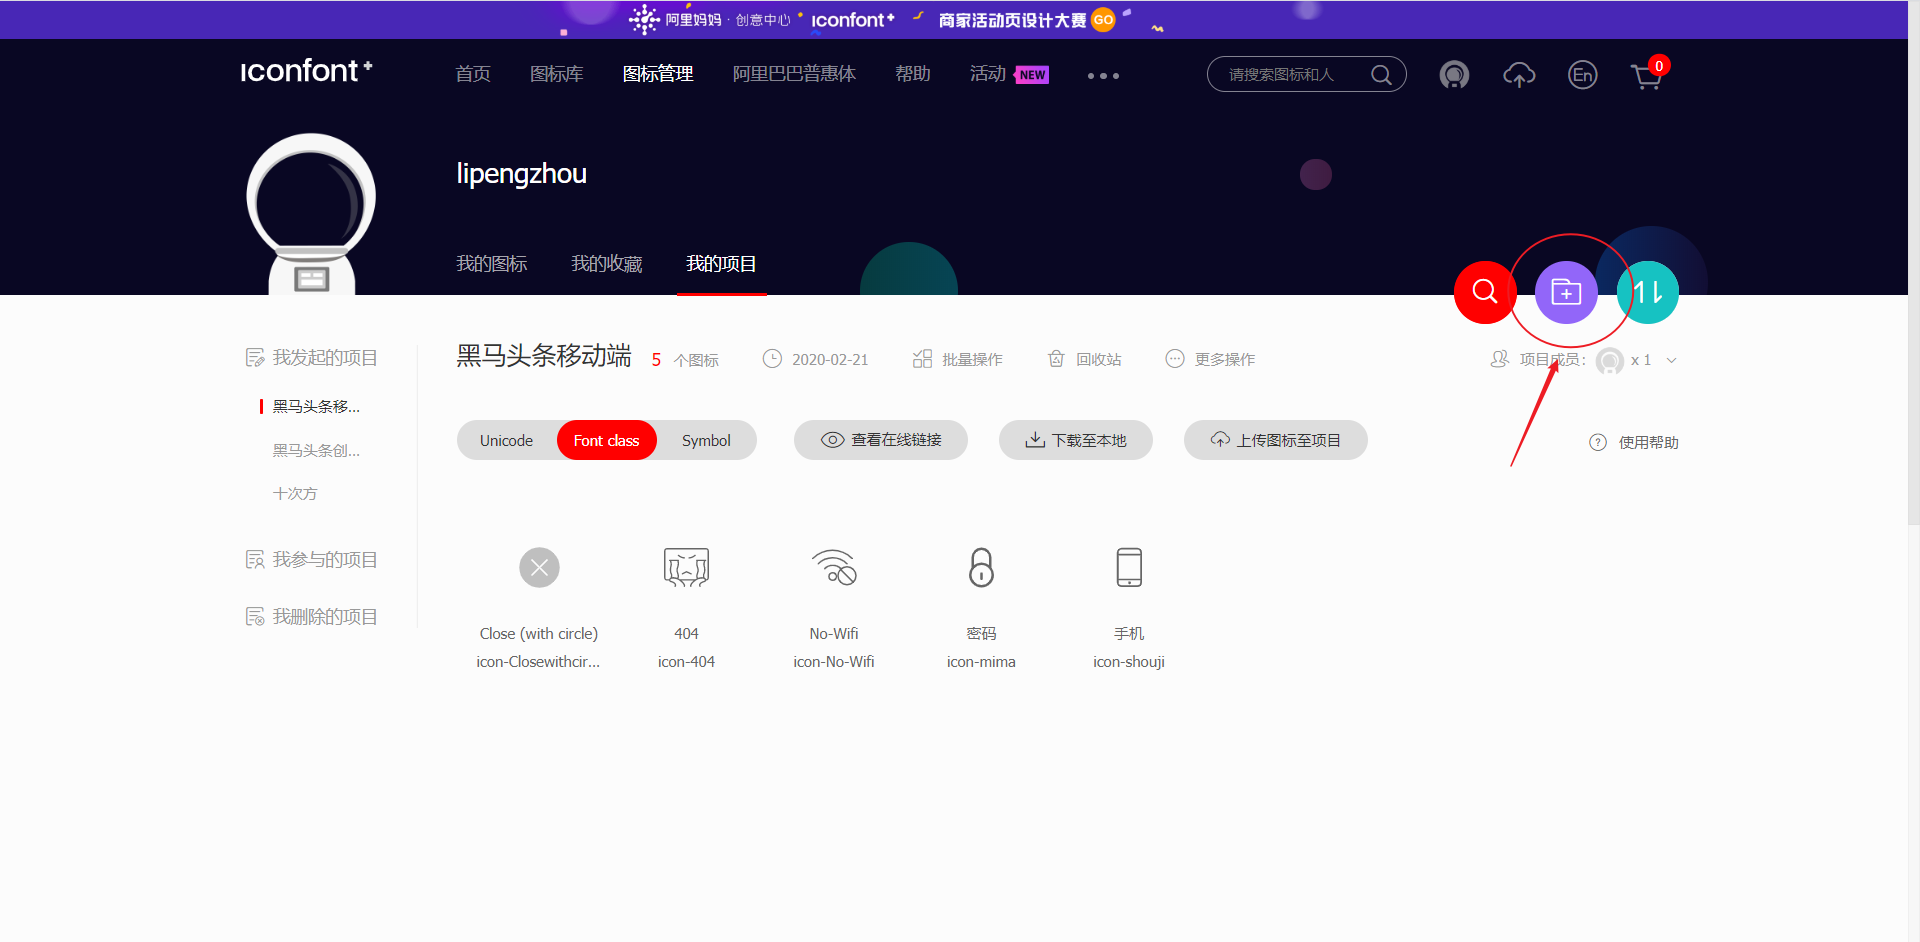 阿里妈妈 · 创意中心 iconfont+ 商家活动页设计大赛 GO
iconfont+ 首页 图标库 图标管理 阿里巴巴普惠体 帮助 活动 NEW ••• 请搜索图标和人 En 0
lipengzhou
我的图标 我的收藏 我的项目
我发起的项目
黑马头条移...
黑马头条创...
十次方
我参与的项目
我删除的项目
黑马头条移动端 5 个图标 2020-02-21 批量操作 回收站 更多操作 项目成员: x 1
Unicode Font class Symbol 查看在线链接 下载至本地 上传图标至项目 使用帮助
Close (with circle) 404 No-Wifi 密码 手机
icon-Closewithcir... icon-404 icon-No-Wifi icon-mima icon-shouji